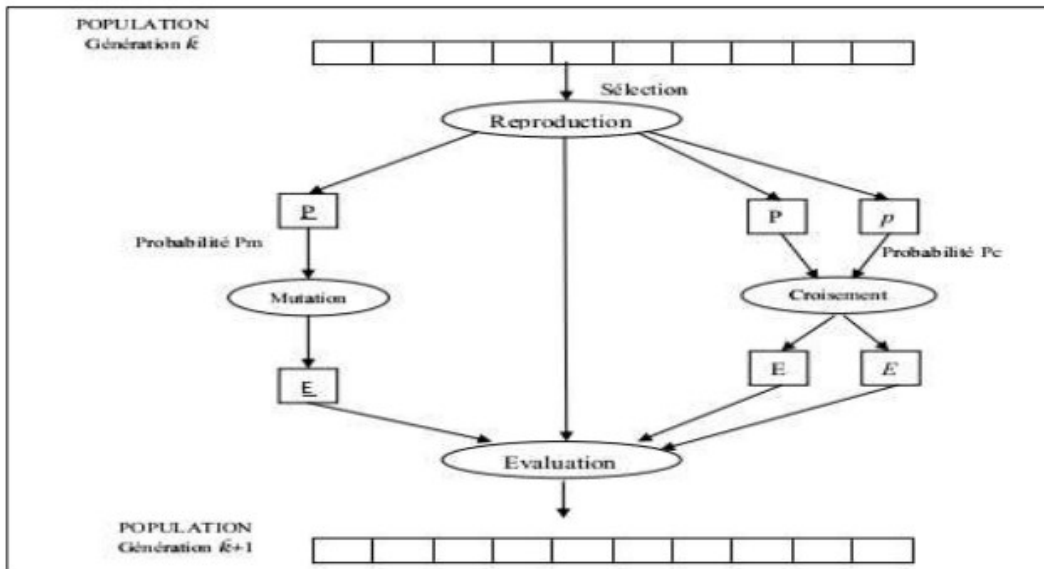 POPULATION
Génération k
Sélection
Reproduction
P
P
p
Probabilité Pm
Probabilité Pc
Mutation
Croisement
E
E
E
Evaluation
POPULATION
Génération k+1